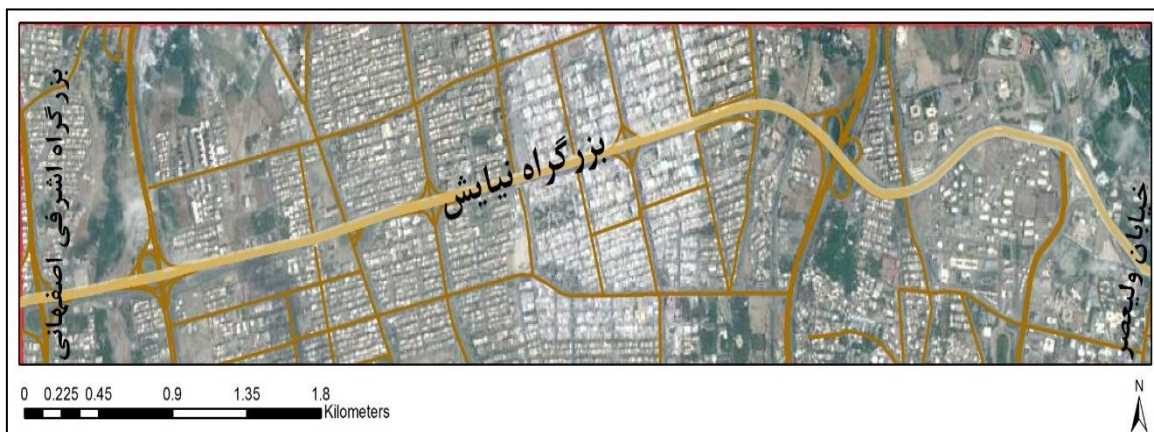 بزرگراه اشرفی اصفهانی
بزرگراه نیایش
خیابان ولیعصر
0 0.225 0.45 0.9 1.35 1.8
Kilometers
N